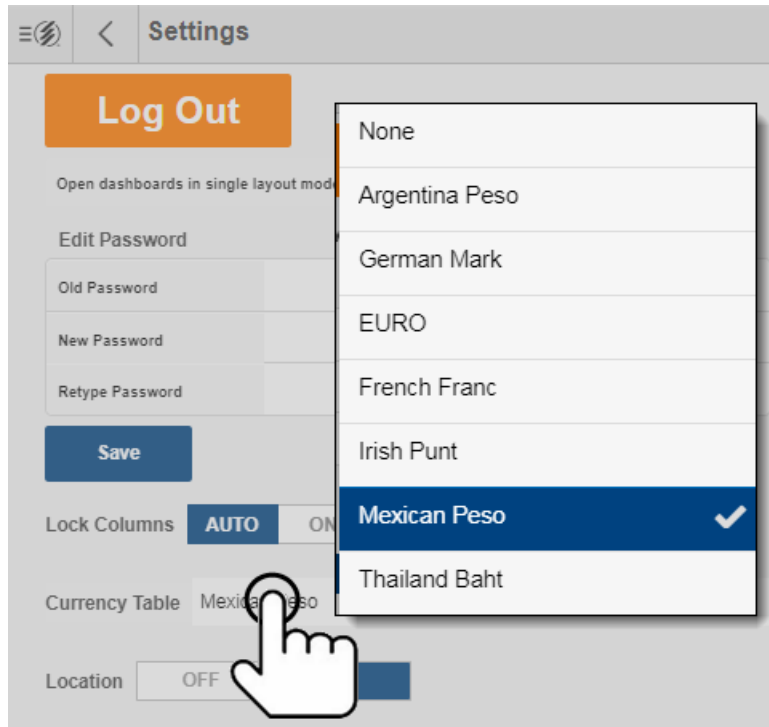 Settings
Log Out
Open dashboards in single layout
Edit Password
Old Password
New Password
Retype Password
Save
Lock Columns AUTO
Currency Table
Location OFF
None
Argentina Peso
German Mark
EURO
French Franc
Irish Punt
Mexican Peso
Thailand Baht